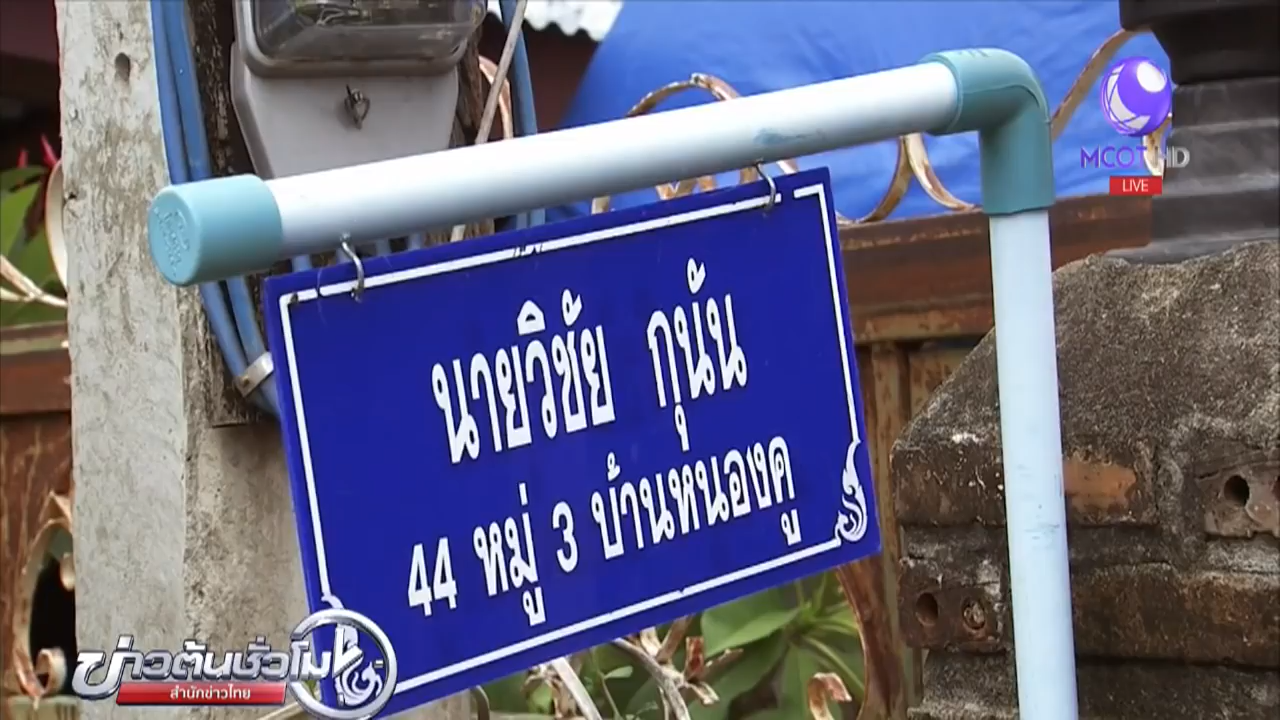 MCOT HD
LIVE
นายวิชัย กุนัน
44 หมู่ 3 บ้านหนองคู
ข่าวต้นชั่วโมง
สำนักข่าวไทย